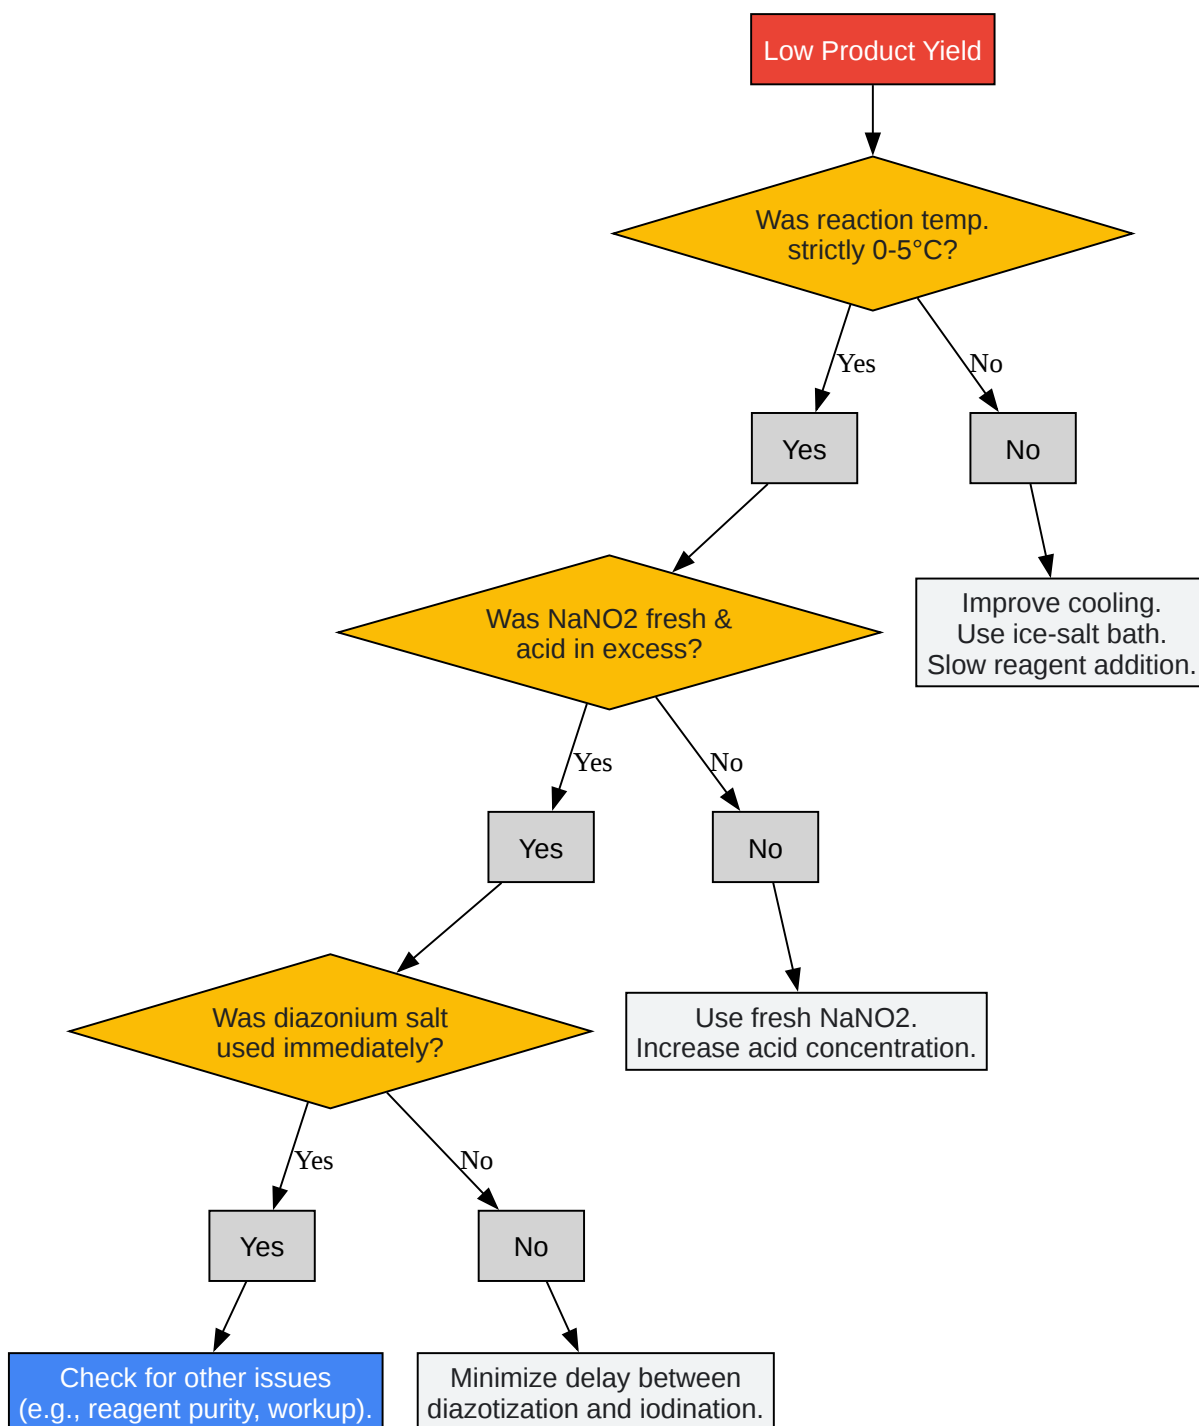 Low Product Yield
Was reaction temp.
strictly 0-5°C?
Yes
No
Yes
No
Improve cooling.
Use ice-salt bath.
Slow reagent addition.
Was NaNO2 fresh &
acid in excess?
Yes
No
Yes
No
Use fresh NaNO2.
Increase acid concentration.
Was diazonium salt
used immediately?
Yes
No
Yes
No
Check for other issues
(e.g., reagent purity, workup).
Minimize delay between
diazotization and iodination.